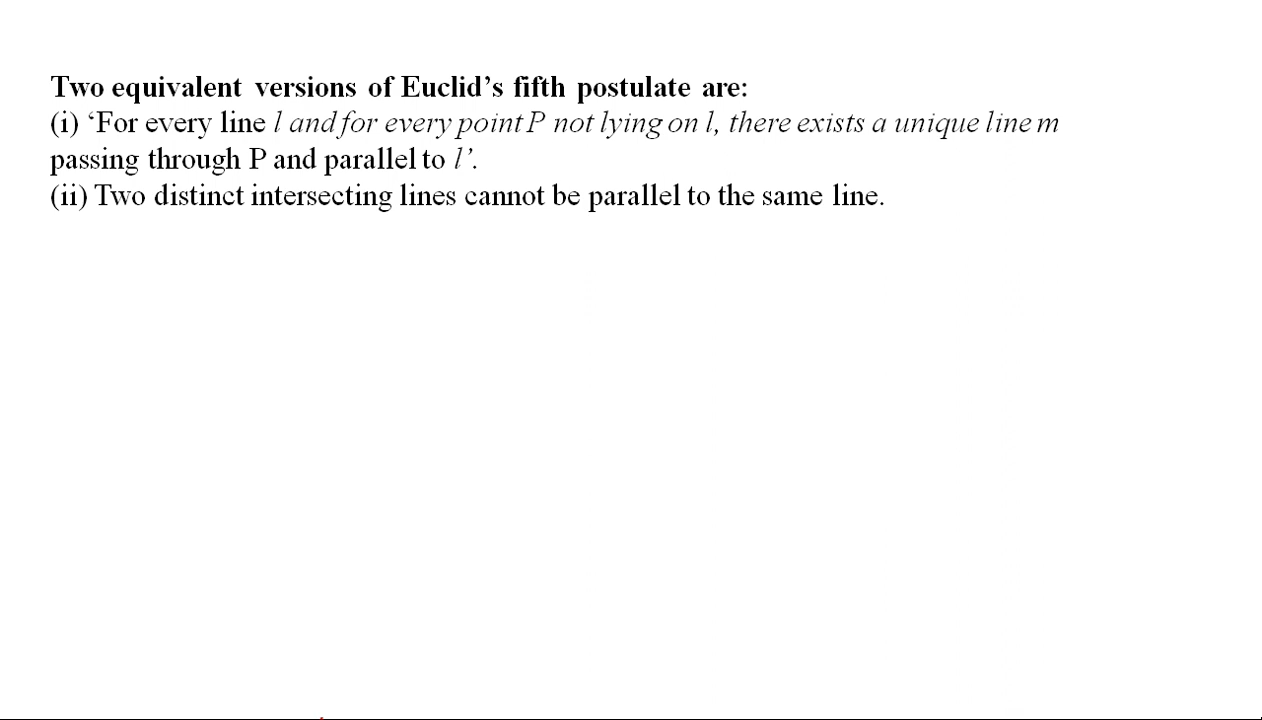 Two equivalent versions of Euclid’s fifth postulate are:
(i) ‘For every line l and for every point P not lying on l, there exists a unique line m
passing through P and parallel to l’.
(ii) Two distinct intersecting lines cannot be parallel to the same line.